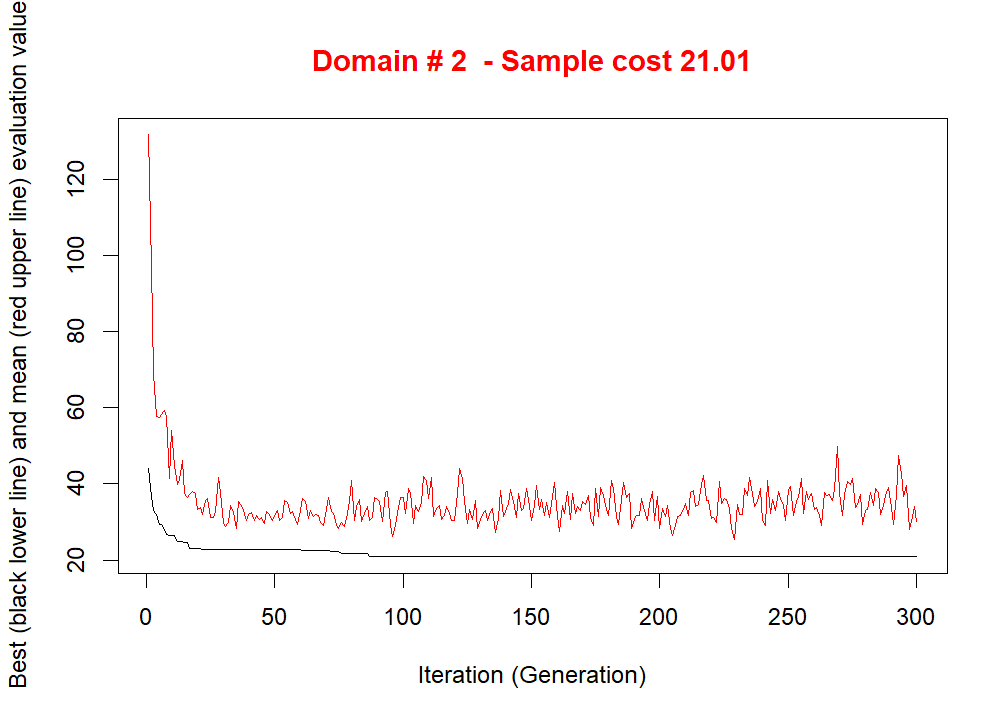 Domain # 2  - Sample cost 21.01
Best (black lower line) and mean (red upper line) evaluation value
120
100
80
60
40
20
0 50 100 150 200 250 300
Iteration (Generation)